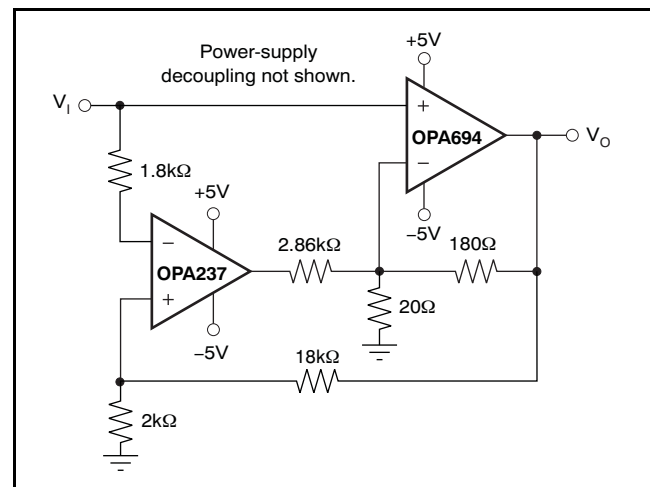 Power-supply
decoupling not shown.
+5V
V_I
OPA694
V_O
1.8kΩ
+5V
−5V
2.86kΩ
180Ω
OPA237
20Ω
−5V
18kΩ
2kΩ